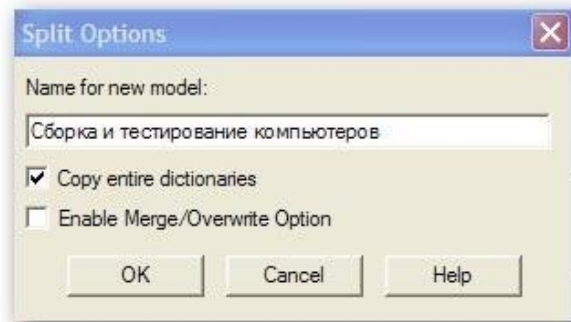 Split Options
Name for new model:
Сборка и тестирование компьютеров
Copy entire dictionaries
Enable Merge/Overwrite Option
OK Cancel Help